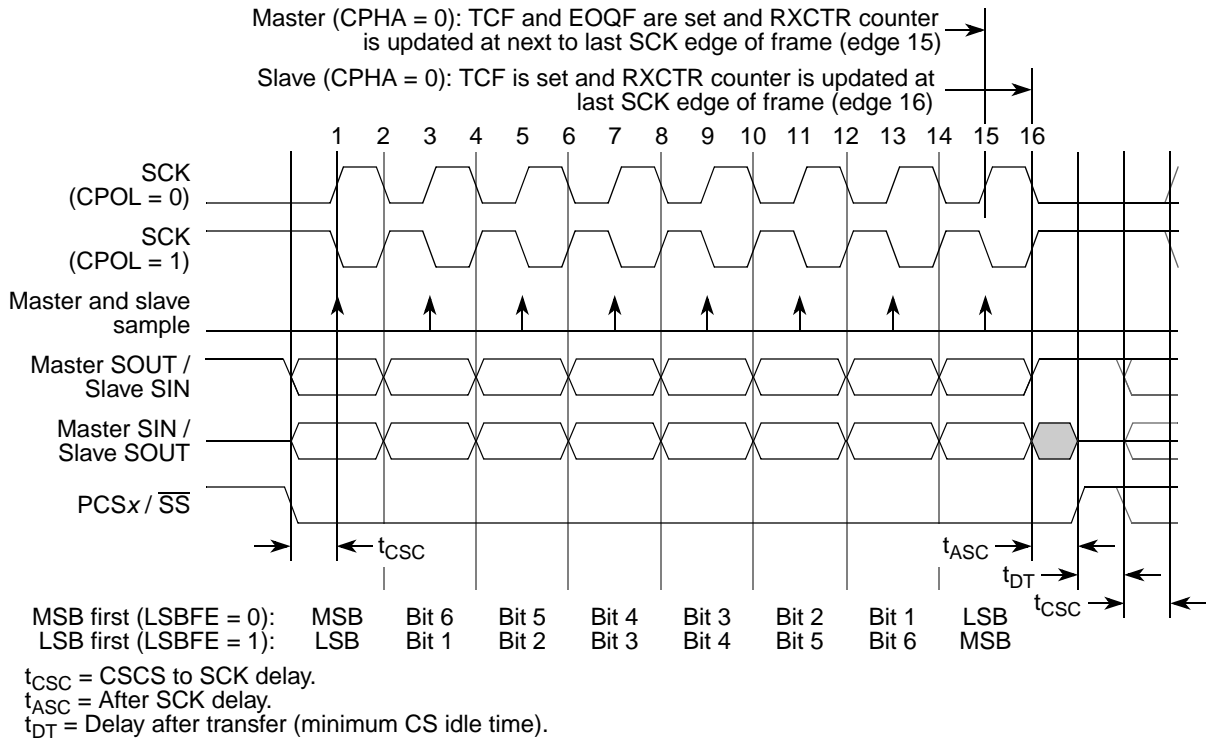 Master (CPHA = 0): TCF and EOQF are set and RXCTR counter
is updated at next to last SCK edge of frame (edge 15)
Slave (CPHA = 0): TCF is set and RXCTR counter is updated at
last SCK edge of frame (edge 16)
1 2 3 4 5 6 7 8 9 10 11 12 13 14 15 16
SCK
(CPOL = 0)
SCK
(CPOL = 1)
Master and slave
sample
Master SOUT /
Slave SIN
Master SIN /
Slave SOUT
PCSx / SS
tCSC tASC
tDT
tCSC
MSB first (LSBFE = 0): MSB Bit 6 Bit 5 Bit 4 Bit 3 Bit 2 Bit 1 LSB
LSB first (LSBFE = 1): LSB Bit 1 Bit 2 Bit 3 Bit 4 Bit 5 Bit 6 MSB
tCSC = CSCS to SCK delay.
tASC = After SCK delay.
tDT = Delay after transfer (minimum CS idle time).